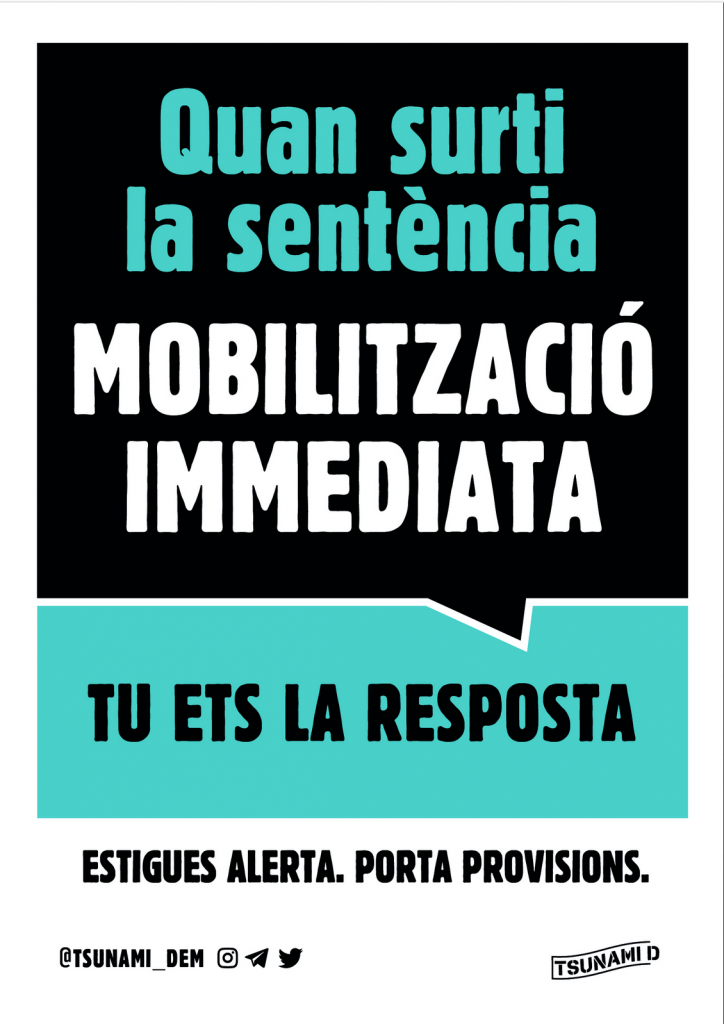 Quan surti
la sentència
MOBILITZACIÓ
IMMEDIATA
TU ETS LA RESPOSTA
ESTIGUES ALERTA. PORTA PROVISIONS.
@TSUNAMI_DEM
TSUNAMI D